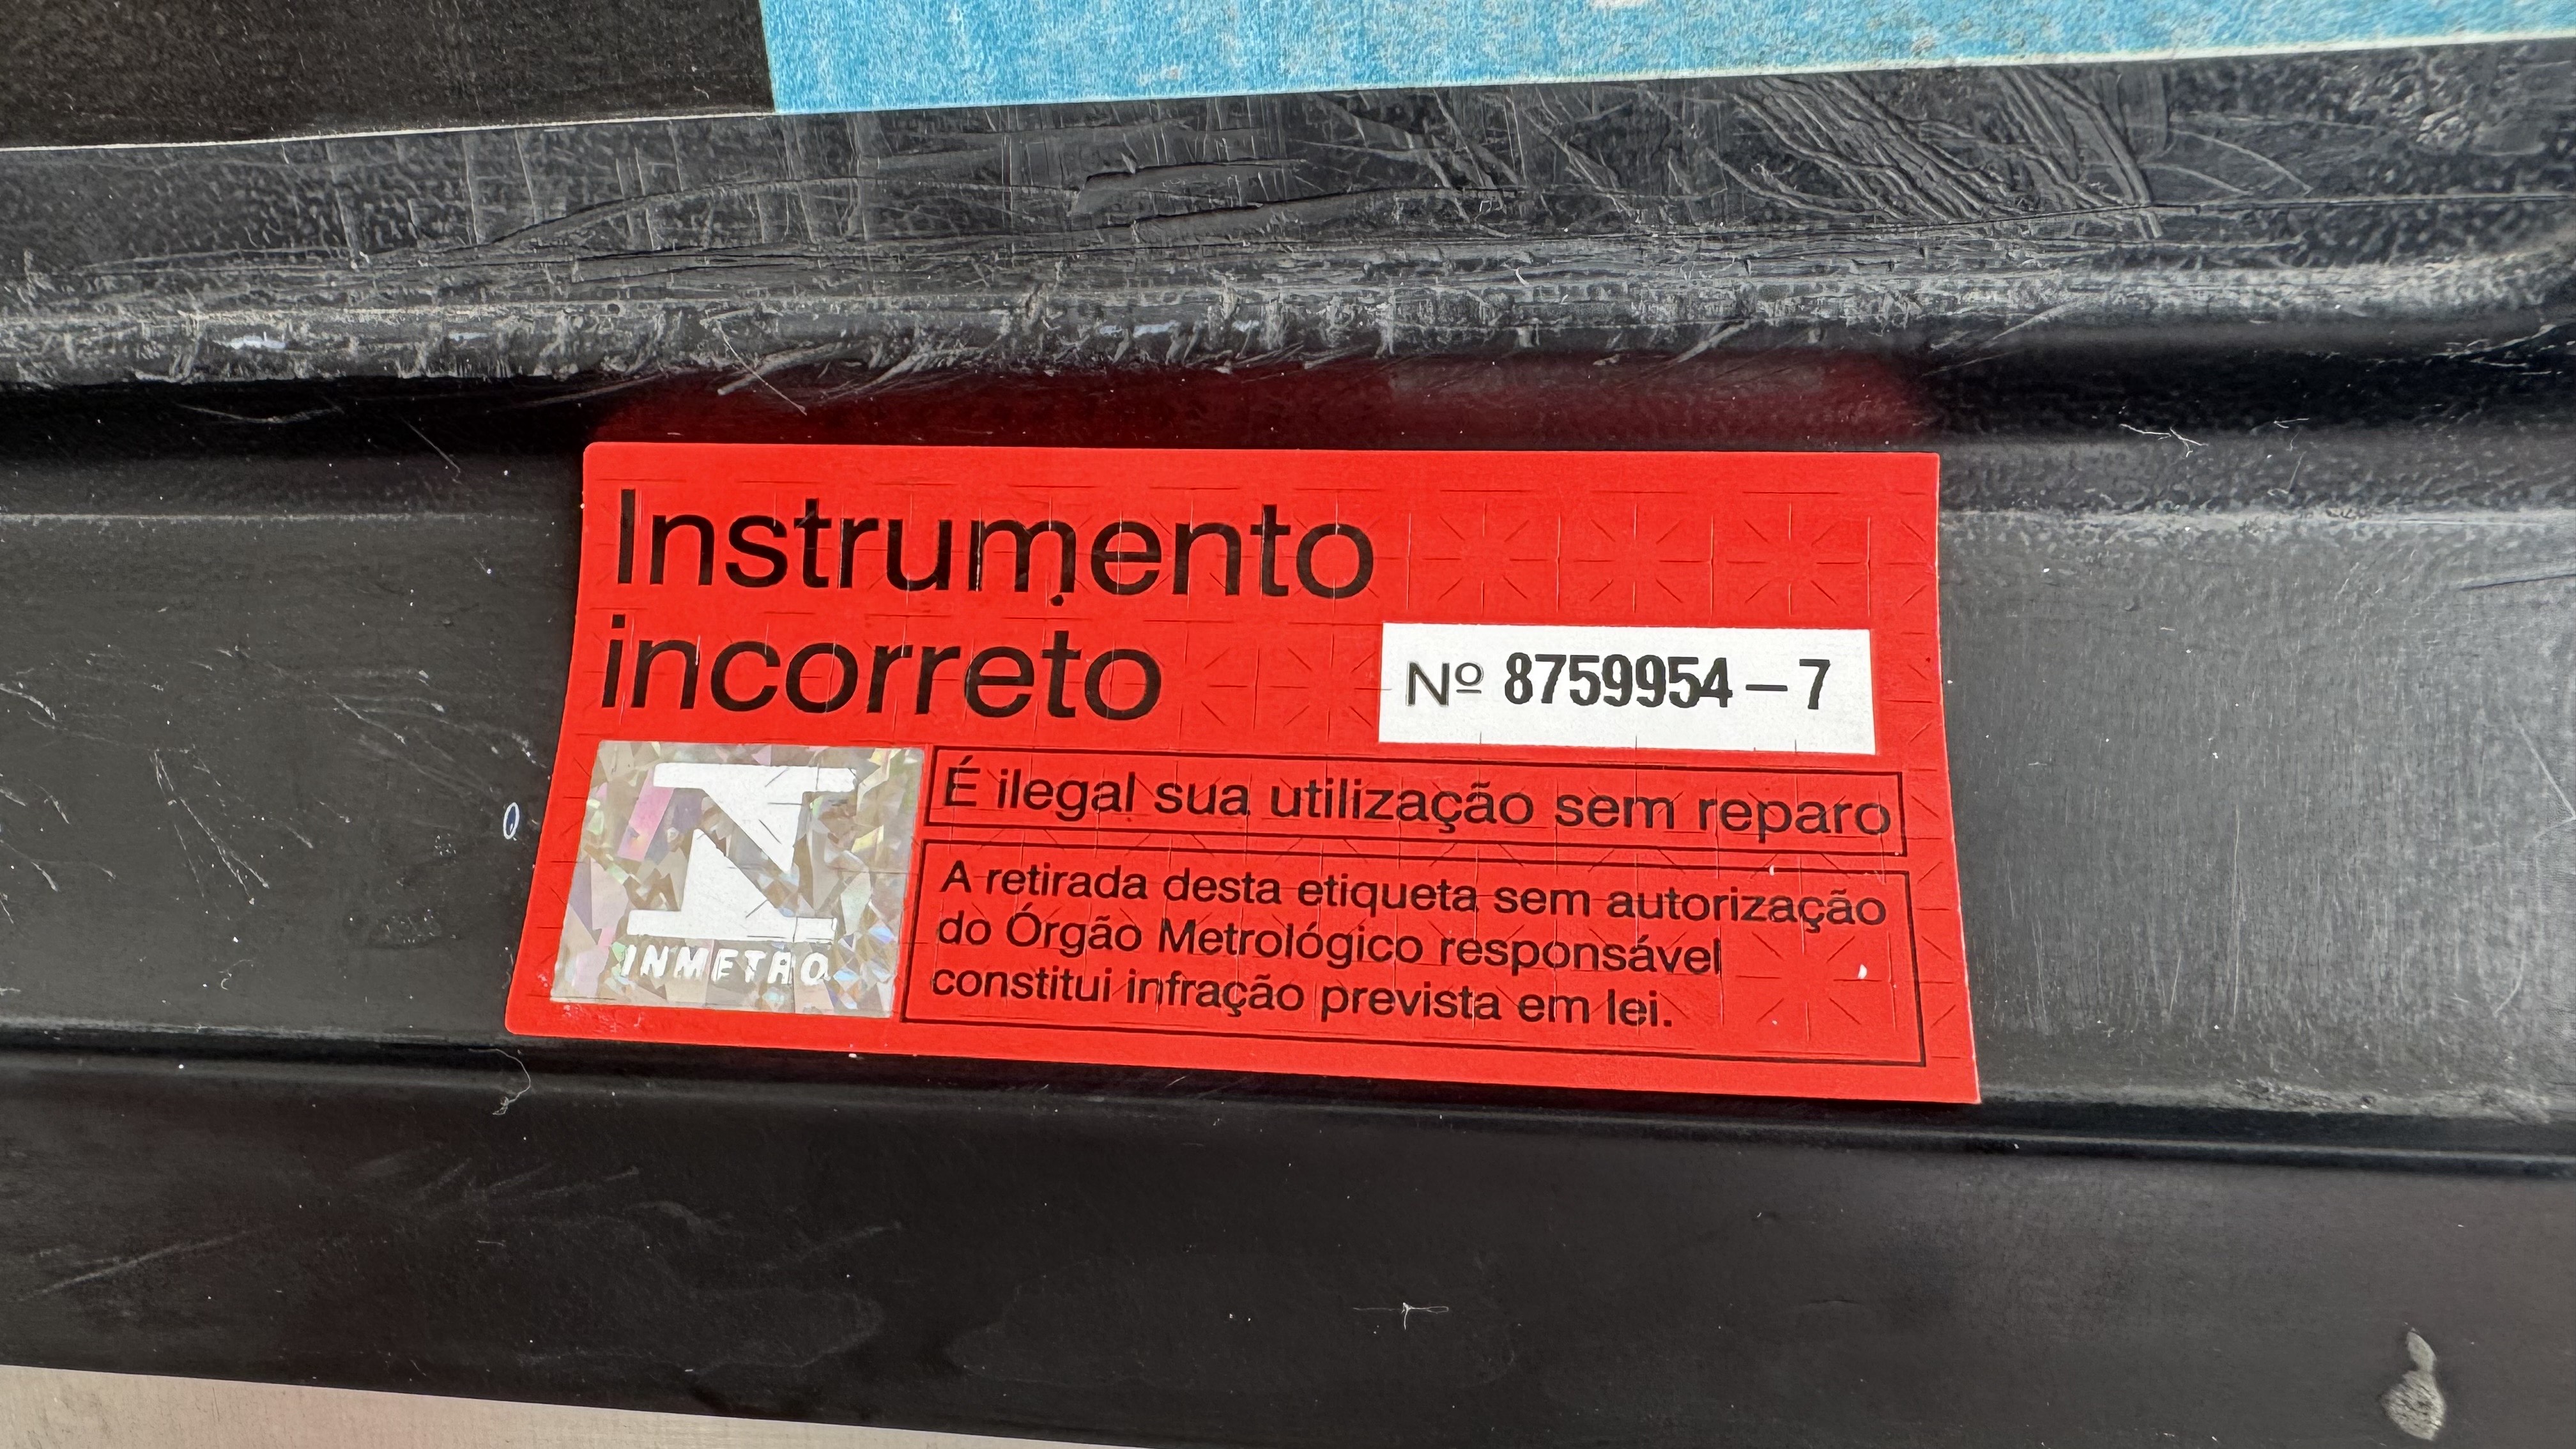 Instrumento
incorreto
Nº 8759954-7
INMETRO
É ilegal sua utilização sem reparo
A retirada desta etiqueta sem autorização
do Órgão Metrológico responsável
constitui infração prevista em lei.